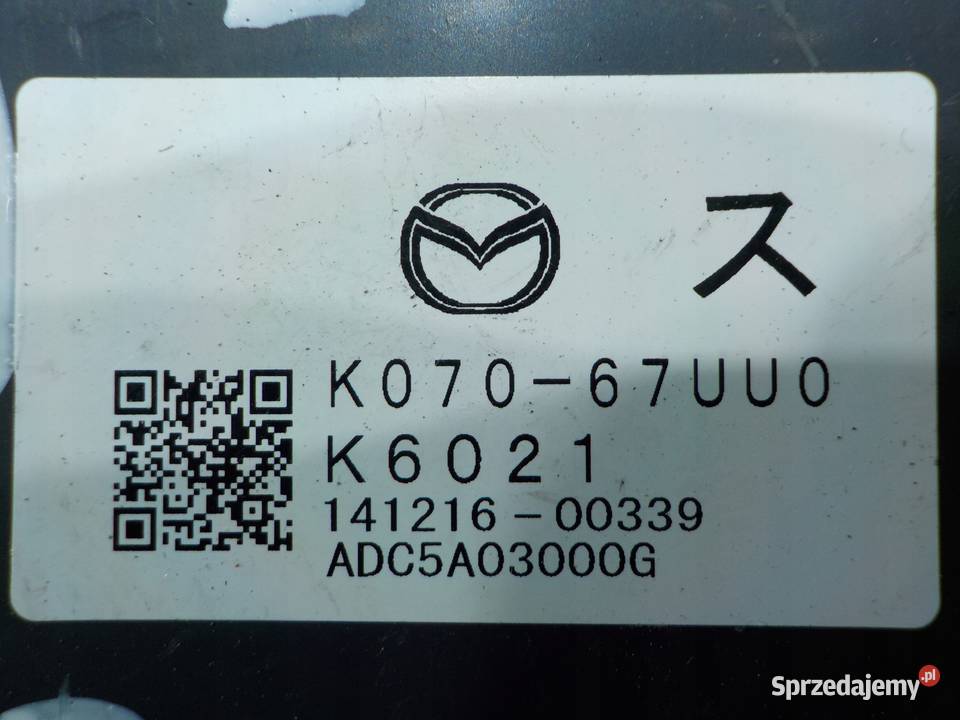 ス
K070-67UU0
K6021
141216-00339
ADC5A03000G
Sprzedajemy.pl